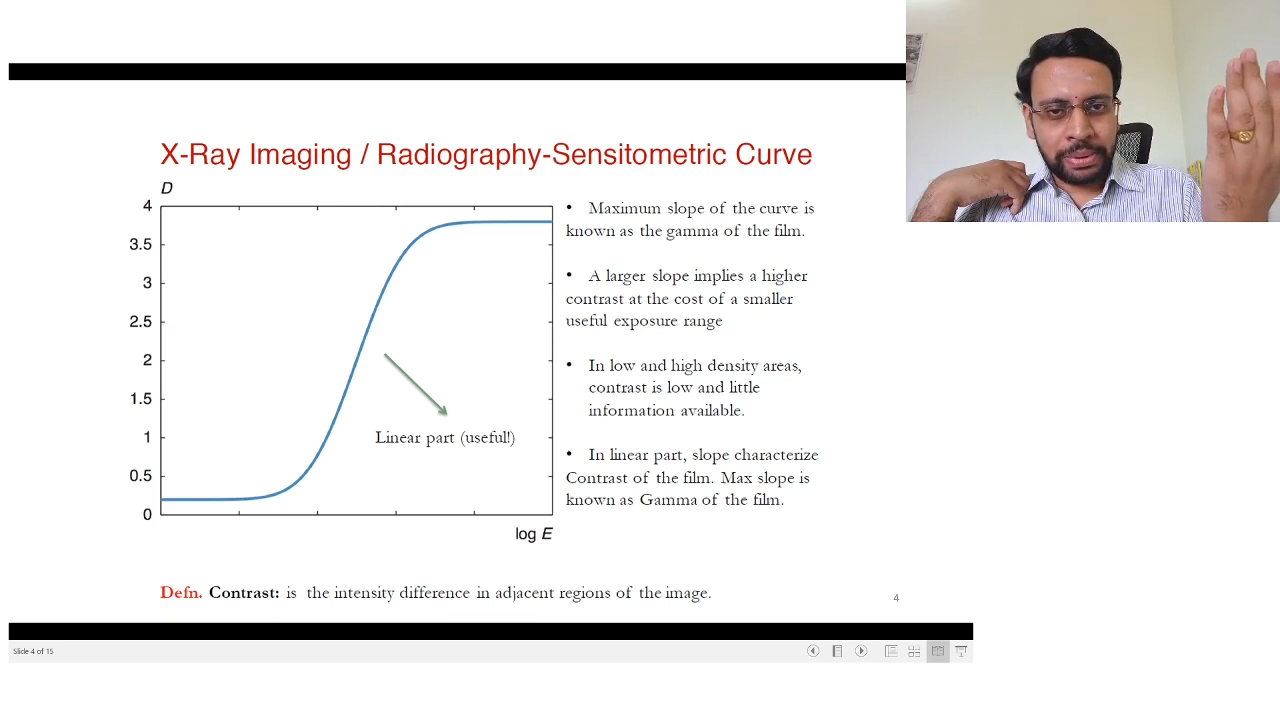 X-Ray Imaging / Radiography-Sensitometric Curve
D
4
3.5
3
2.5
2
1.5
1
0.5
0
log E
Linear part (useful!)
• Maximum slope of the curve is
known as the gamma of the film.
• A larger slope implies a higher
contrast at the cost of a smaller
useful exposure range
• In low and high density areas,
contrast is low and little
information available.
• In linear part, slope characterize
Contrast of the film. Max slope is
known as Gamma of the film.
Defn. Contrast: is the intensity difference in adjacent regions of the image.
4
Slide 4 of 15